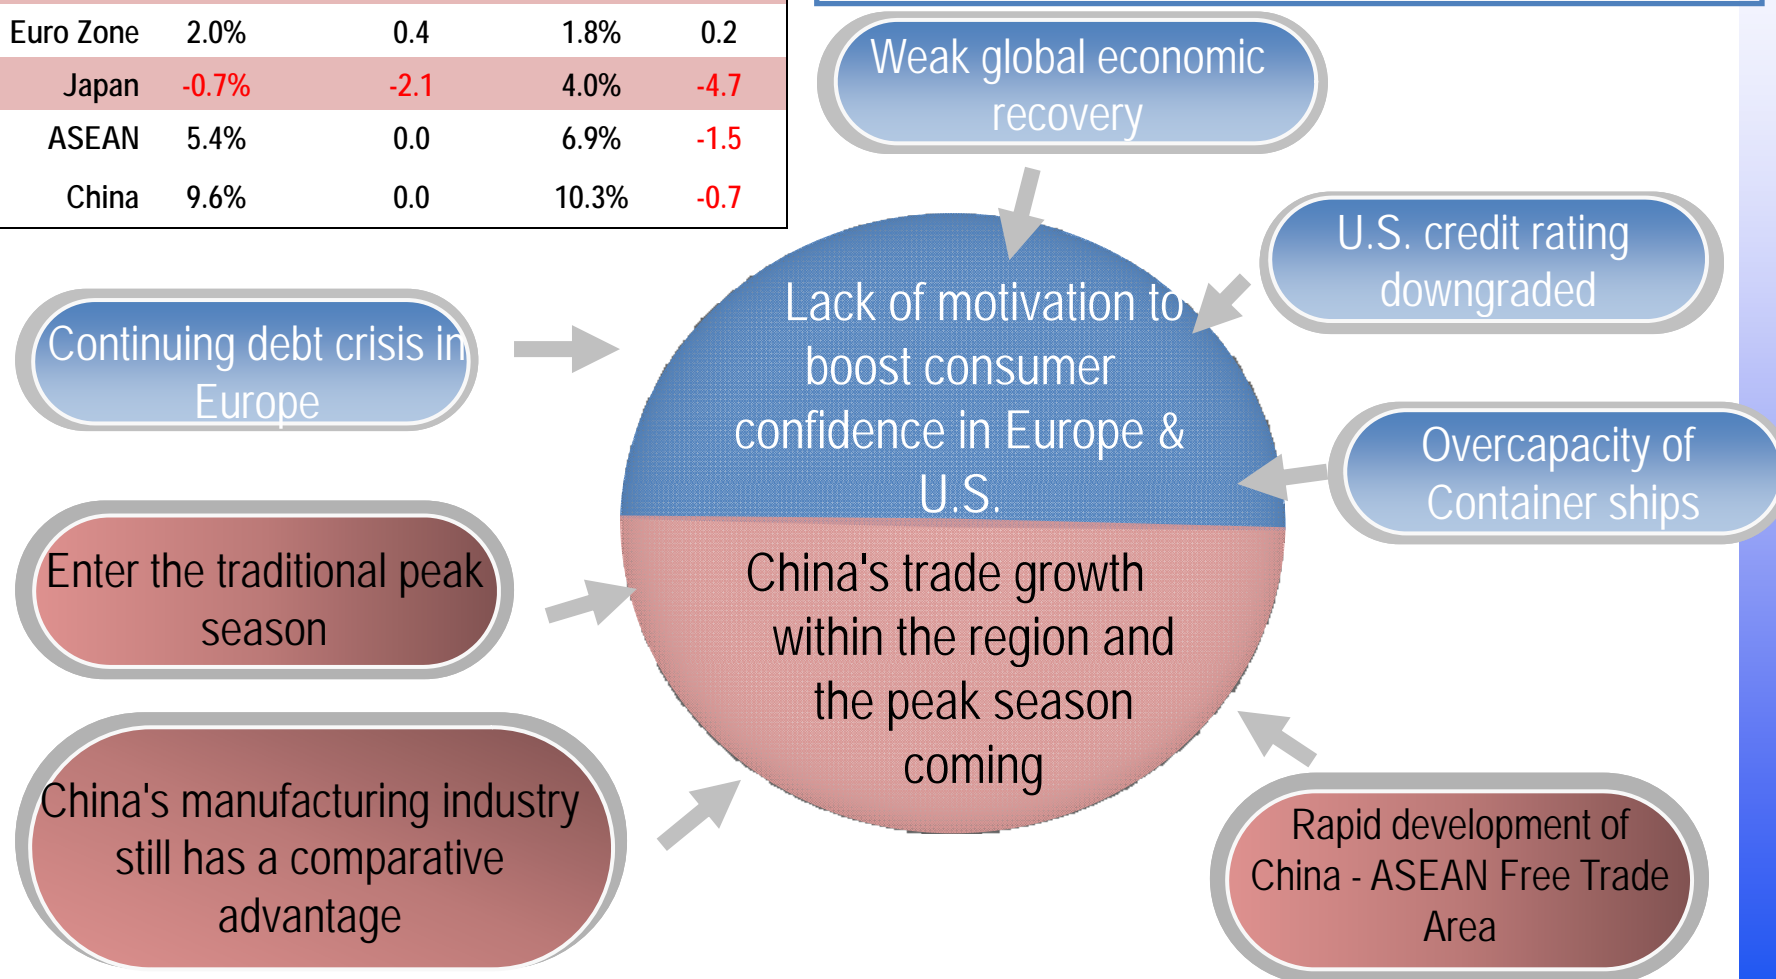 Euro Zone 2.0% 0.4 1.8% 0.2
Japan -0.7% -2.1 4.0% -4.7
ASEAN 5.4% 0.0 6.9% -1.5
China 9.6% 0.0 10.3% -0.7
Weak global economic
recovery
U.S. credit rating
downgraded
Continuing debt crisis in
Europe
Lack of motivation to
boost consumer
confidence in Europe &
U.S.
Overcapacity of
Container ships
Enter the traditional peak
season
China's trade growth
within the region and
the peak season
coming
China's manufacturing industry
still has a comparative
advantage
Rapid development of
China - ASEAN Free Trade
Area